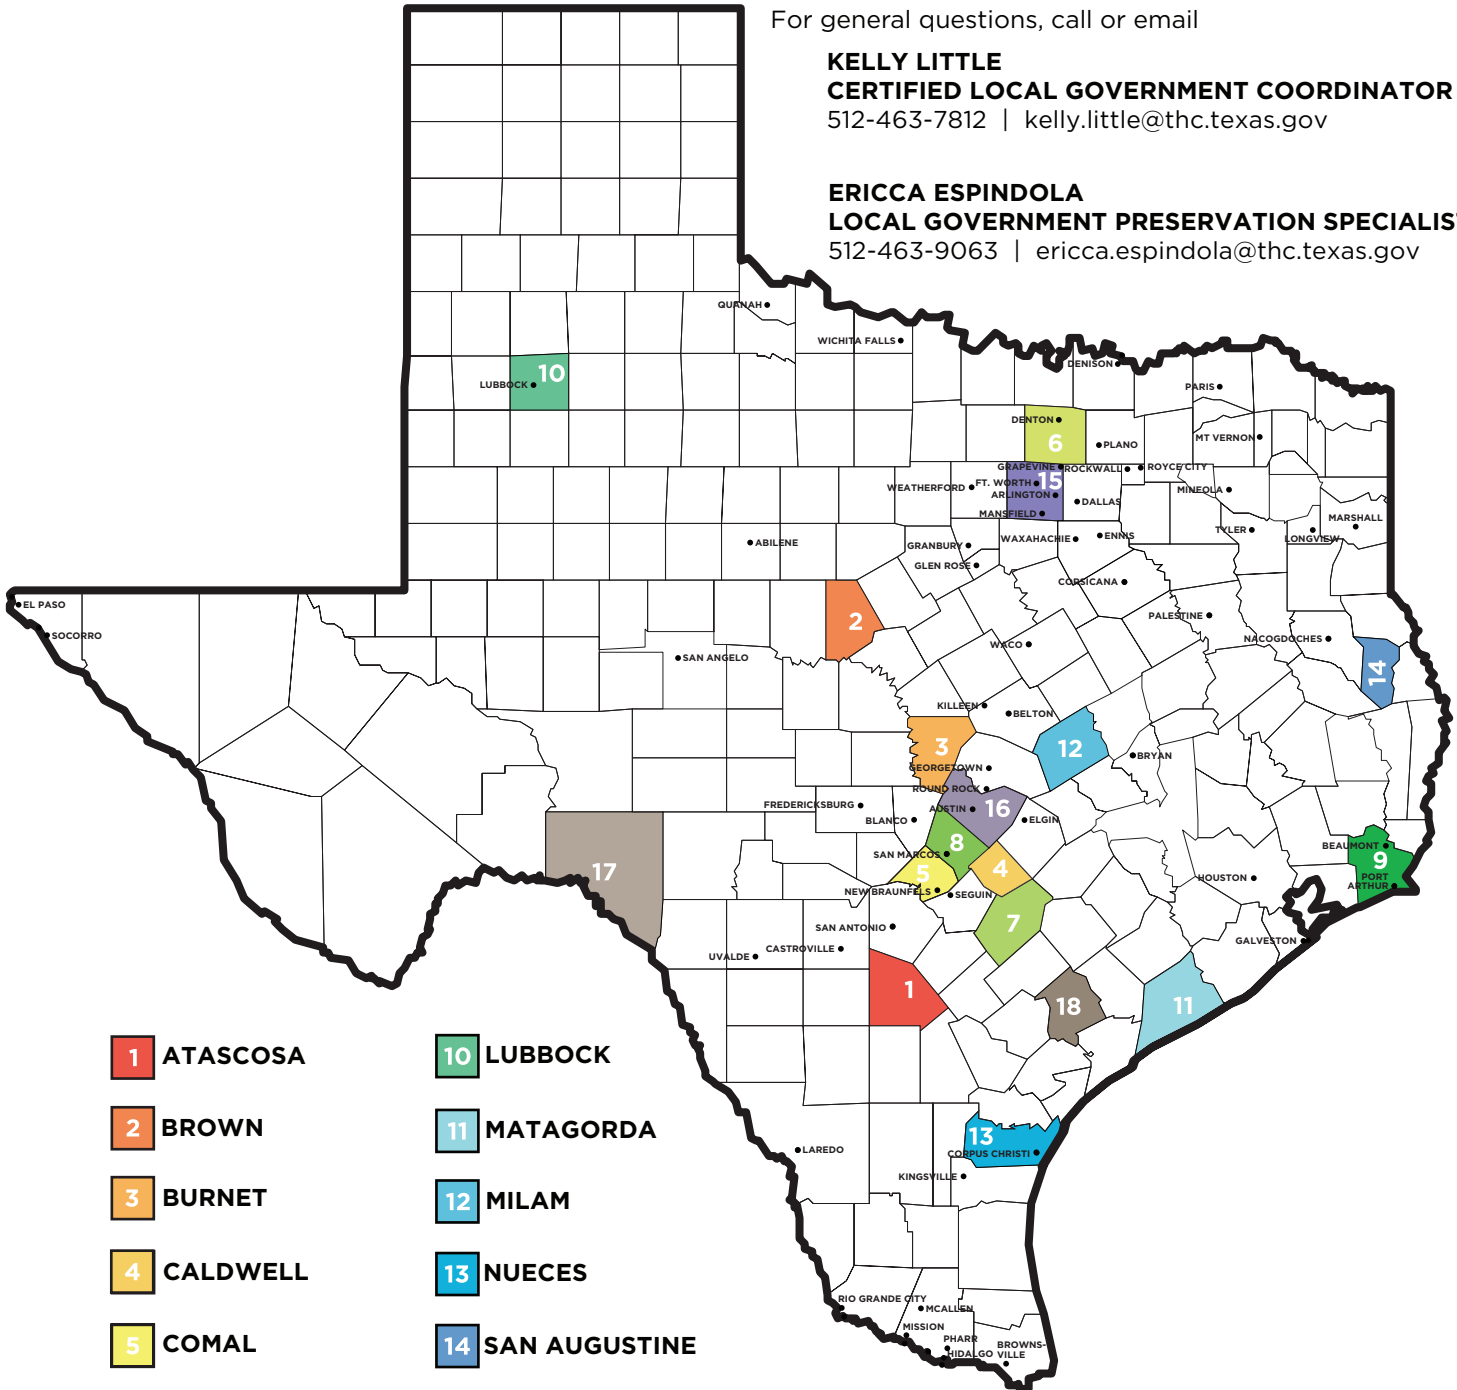 For general questions, call or email
KELLY LITTLE
CERTIFIED LOCAL GOVERNMENT COORDINATOR
512-463-7812 | kelly.little@thc.texas.gov
ERICCA ESPINDOLA
LOCAL GOVERNMENT PRESERVATION SPECIALIST
512-463-9063 | ericca.espindola@thc.texas.gov
QUANAH
WICHITA FALLS
DENISON
LUBBOCK
10
PARIS
DENTON
6
PLANO
MT VERNON
GRAPEVINE
ROCKWALL
ROYCE CITY
WEATHERFORD
FT. WORTH
15
ARLINGTON
DALLAS
MINEOLA
MANSFIELD
MARSHALL
ABILENE
GRANBURY
WAXAHACHIE
ENNIS
TYLER
LONGVIEW
GLEN ROSE
CORSICANA
EL PASO
SOCORRO
2
PALESTINE
WACO
NACOGDOCHES
SAN ANGELO
14
KILLEEN
BELTON
3
12
BRYAN
GEORGETOWN
ROUND ROCK
FREDERICKSBURG
AUSTIN
16
BLANCO
ELGIN
8
SAN MARCOS
BEAUMONT
9
17
5
4
HOUSTON
PORT
ARTHUR
NEW BRAUNFELS
SEGUIN
SAN ANTONIO
7
CASTROVILLE
UVALDE
GALVESTON
1
18
11
13
CORPUS CHRISTI
LAREDO
KINGSVILLE
RIO GRANDE CITY
MCALLEN
MISSION
PHARR
HIDALGO
BROWNS-
VILLE
1 ATASCOSA
2 BROWN
3 BURNET
4 CALDWELL
5 COMAL
10 LUBBOCK
11 MATAGORDA
12 MILAM
13 NUECES
14 SAN AUGUSTINE